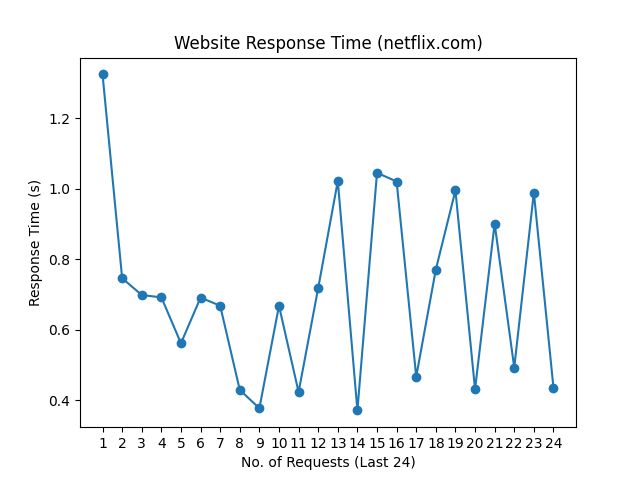 Website Response Time (netflix.com)
Response Time (s)
1.2
1.0
0.8
0.6
0.4
1 2 3 4 5 6 7 8 9 10 11 12 13 14 15 16 17 18 19 20 21 22 23 24
No. of Requests (Last 24)